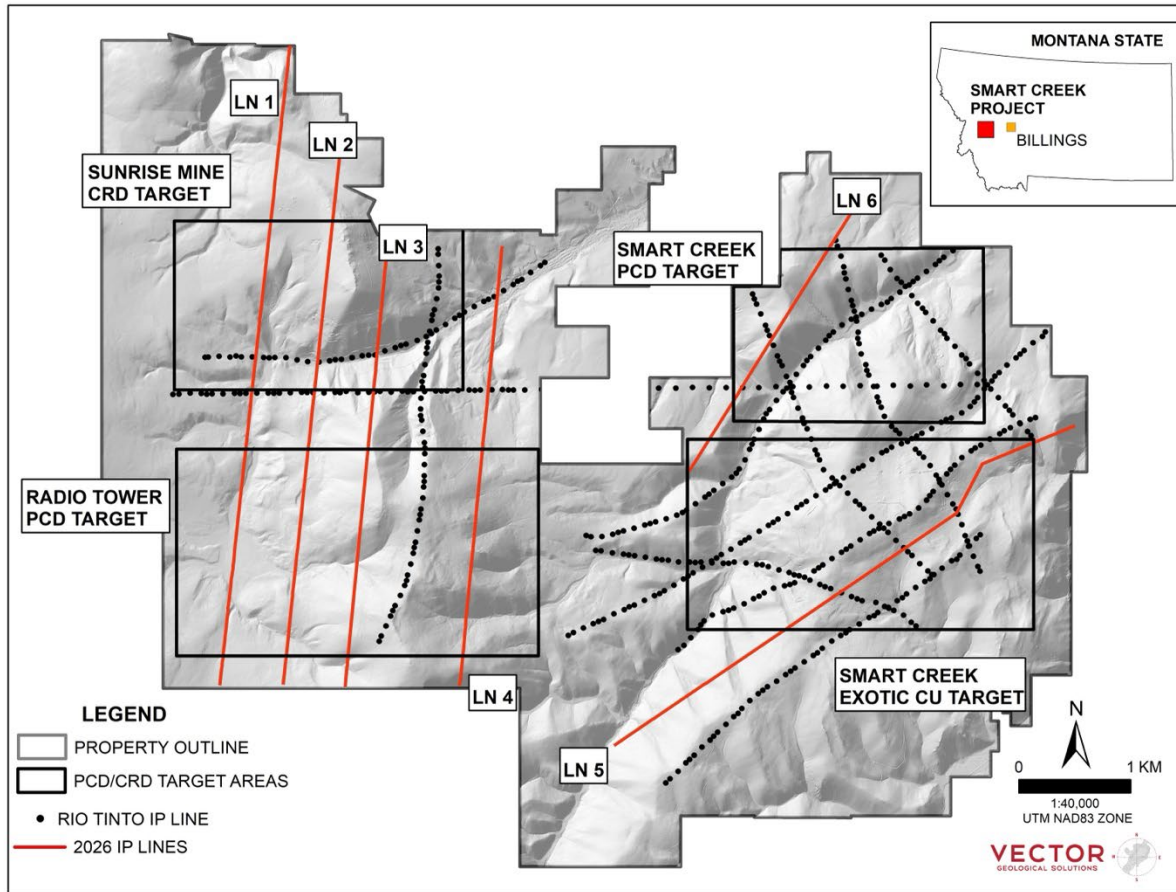 MONTANA STATE
SMART CREEK
PROJECT
BILLINGS
LN 1
LN 2
SUNRISE MINE
CRD TARGET
LN 3
SMART CREEK
PCD TARGET
LN 6
RADIO TOWER
PCD TARGET
LN 4
SMART CREEK
EXOTIC CU TARGET
LN 5
LEGEND
PROPERTY OUTLINE
PCD/CRD TARGET AREAS
RIO TINTO IP LINE
2026 IP LINES
N
0 1 KM
1:40,000
UTM NAD83 ZONE
VECTOR
GEOLOGICAL SOLUTIONS
N
W E
S